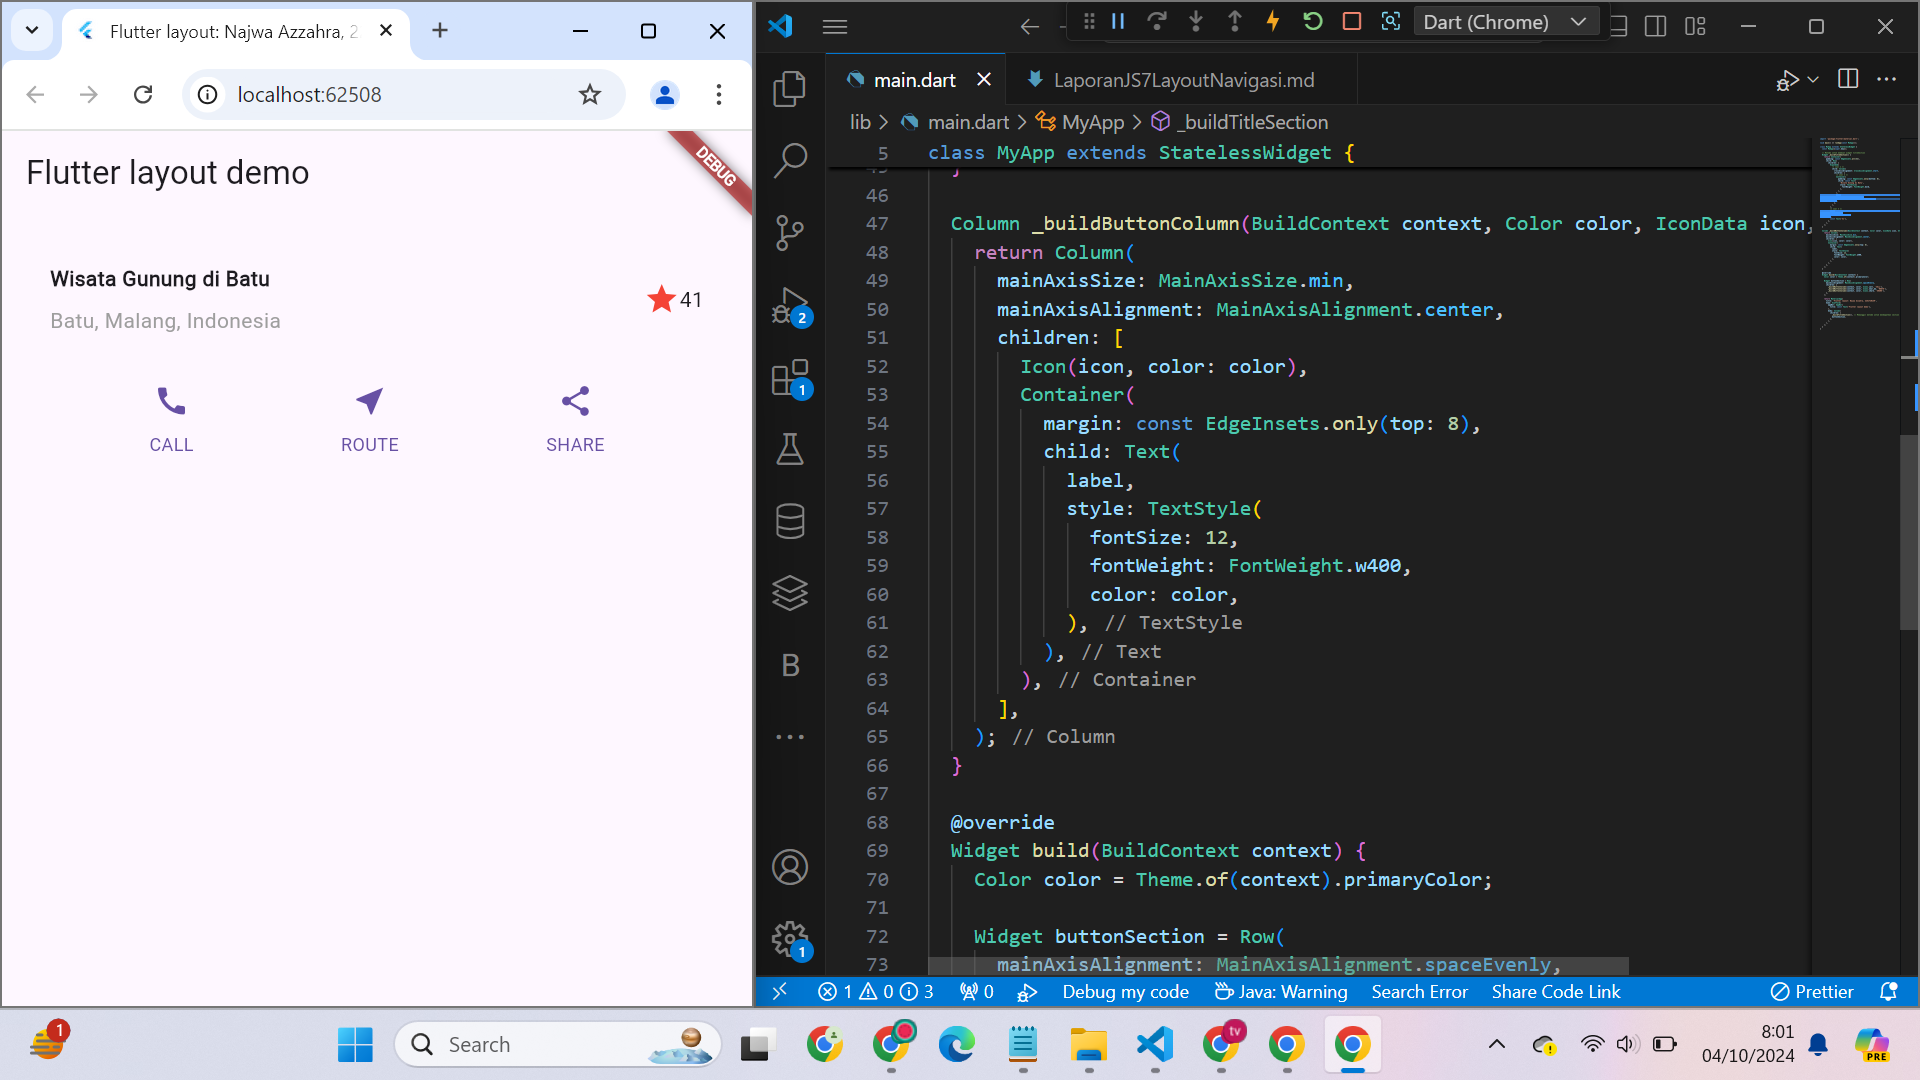 Flutter layout: Najwa Azzahra, 2
localhost:62508
Flutter layout demo
DEBUG
Wisata Gunung di Batu
Batu, Malang, Indonesia
41
CALL
ROUTE
SHARE
Dart (Chrome)
main.dart
LaporanJS7LayoutNavigasi.md
lib > main.dart > MyApp > _buildTitleSection
5 class MyApp extends StatelessWidget {
}
46
47 Column _buildButtonColumn(BuildContext context, Color color, IconData icon,
48 return Column(
49 mainAxisSize: MainAxisSize.min,
50 mainAxisAlignment: MainAxisAlignment.center,
51 children: [
52 Icon(icon, color: color),
53 Container(
54 margin: const EdgeInsets.only(top: 8),
55 child: Text(
56 label,
57 style: TextStyle(
58 fontSize: 12,
59 fontWeight: FontWeight.w400,
60 color: color,
61 ), // TextStyle
62 ), // Text
63 ), // Container
64 ],
65 ); // Column
66 }
67
68 @override
69 Widget build(BuildContext context) {
70 Color color = Theme.of(context).primaryColor;
71
72 Widget buttonSection = Row(
73 mainAxisAlignment: MainAxisAlignment.spaceEvenly,
2
1
B
1
1 0 3 0 Debug my code Java: Warning Search Error Share Code Link Prettier
1
Search
tv
8:01
04/10/2024
PRE